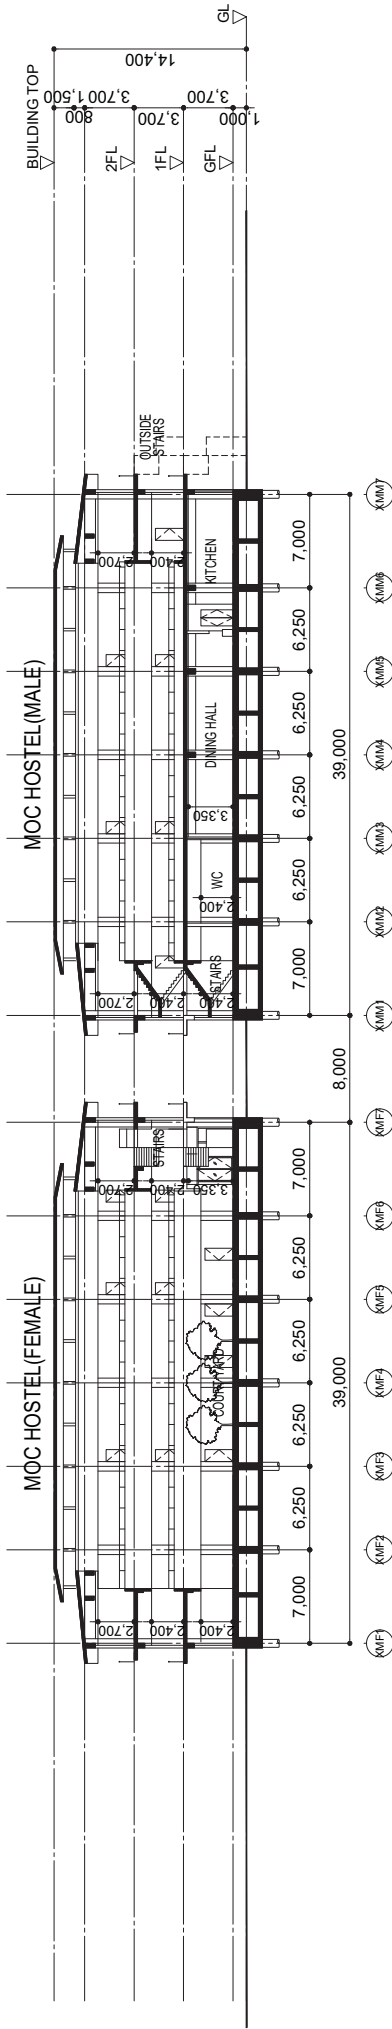 MOC HOSTEL(FEMALE)
MOC HOSTEL(MALE)
BUILDING TOP
2FL
1FL
GFL
GL
14,400
800
1,500
3,700
3,700
3,700
1,000
2,700
2,400
2,400
STAIRS
2,700
2,400
3,350
COURTYARD
2,700
2,400
2,400
STAIRS
WC
2,400
3,350
DINING HALL
KITCHEN
2,700
2,400
OUTSIDE
STAIRS
7,000
6,250
6,250
6,250
6,250
7,000
7,000
6,250
6,250
6,250
6,250
7,000
39,000
8,000
39,000
XMF1
XMF2
XMF3
XMF4
XMF5
XMF6
XMF7
XMM1
XMM2
XMM3
XMM4
XMM5
XMM6
XMM7